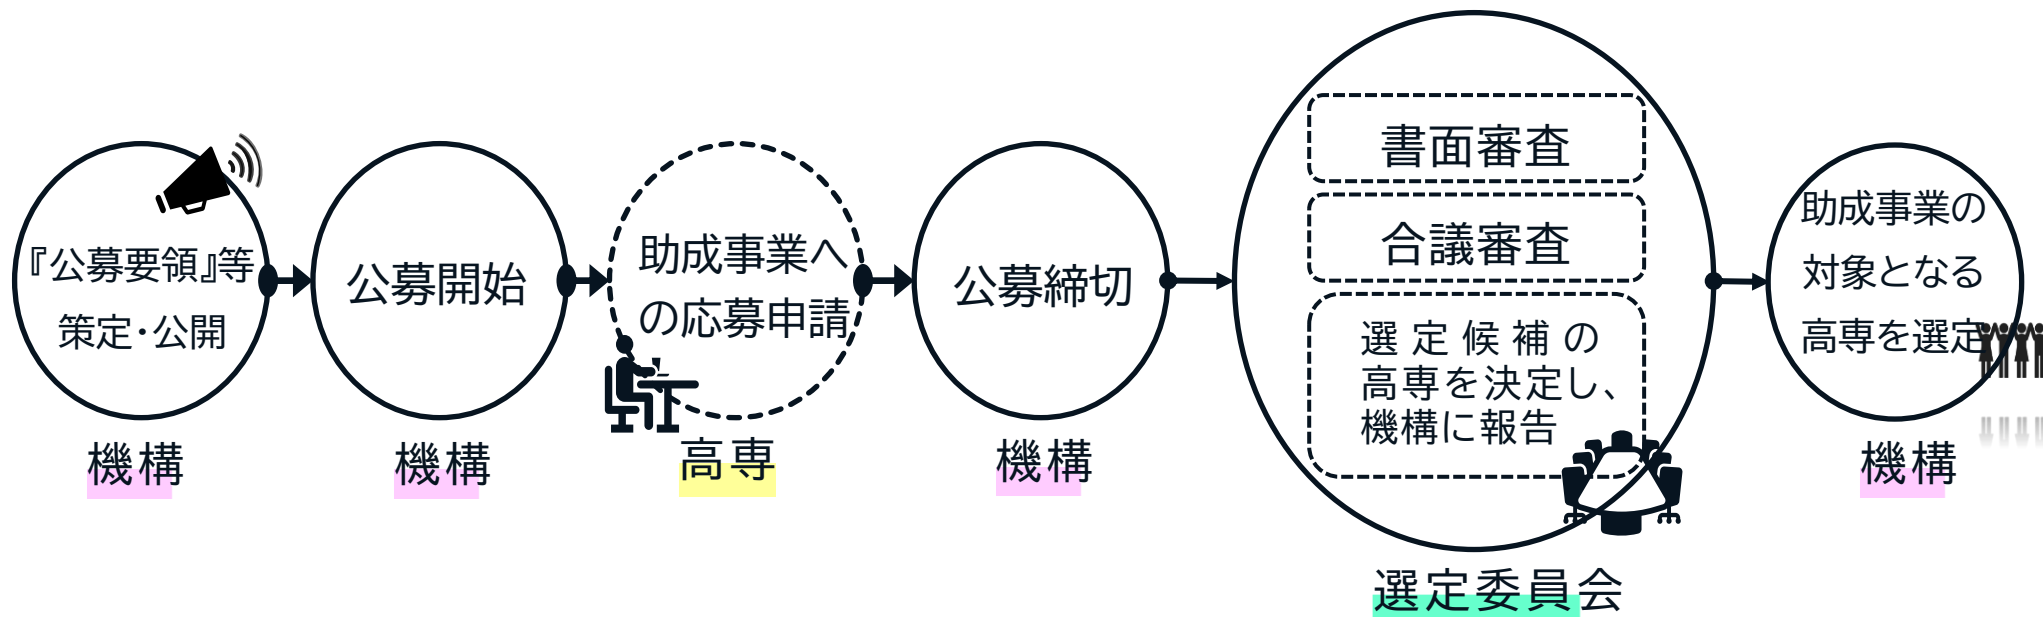 『公募要領』等
策定・公開
機構
公募開始
機構
助成事業へ
の応募申請
高専
公募締切
機構
書面審査
合議審査
選定候補の
高専を決定し、
機構に報告
選定委員会
助成事業の
対象となる
高専を選定
機構